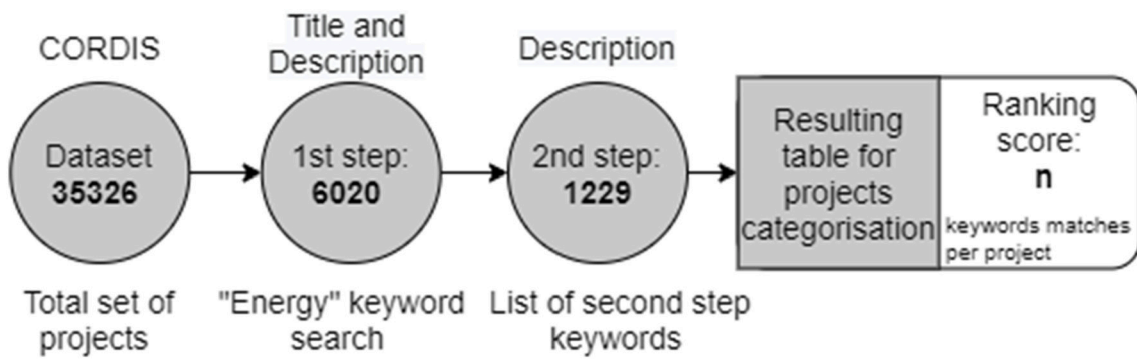 CORDIS
Dataset
35326
Total set of
projects
Title and
Description
1st step:
6020
"Energy" keyword
search
Description
2nd step:
1229
List of second step
keywords
Resulting
table for
projects
categorisation
Ranking
score:
n
keywords matches
per project